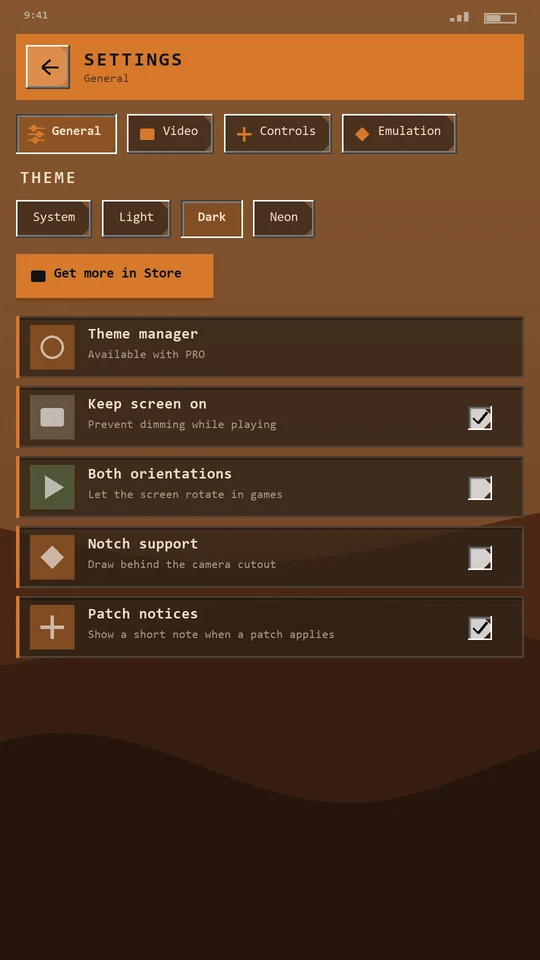 9:41
SETTINGS
General
General
Video
Controls
Emulation
THEME
System
Light
Dark
Neon
Get more in Store
Theme manager
Available with PRO
Keep screen on
Prevent dimming while playing
Both orientations
Let the screen rotate in games
Notch support
Draw behind the camera cutout
Patch notices
Show a short note when a patch applies